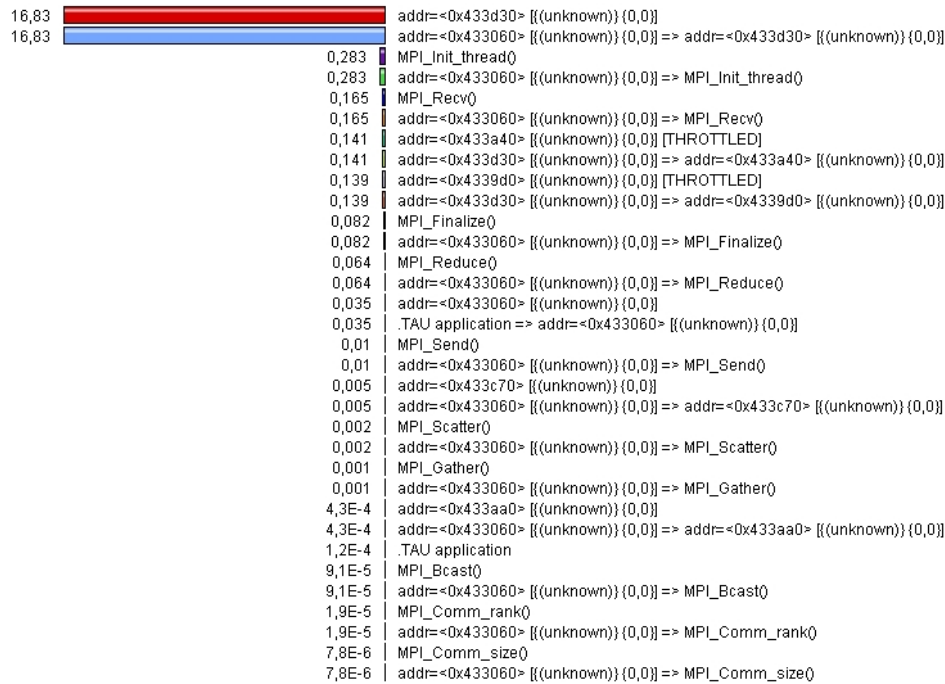 16,83 addr=<0x433d30> [{(unknown)} {0,0}]
16,83 addr=<0x433060> [{(unknown)} {0,0}] => addr=<0x433d30> [{(unknown)} {0,0}]
0,283 MPI_Init_thread()
0,283 addr=<0x433060> [{(unknown)} {0,0}] => MPI_Init_thread()
0,165 MPI_Recv()
0,165 addr=<0x433060> [{(unknown)} {0,0}] => MPI_Recv()
0,141 addr=<0x433a40> [{(unknown)} {0,0}] [THROTTLED]
0,141 addr=<0x433d30> [{(unknown)} {0,0}] => addr=<0x433a40> [{(unknown)} {0,0}]
0,139 addr=<0x4339d0> [{(unknown)} {0,0}] [THROTTLED]
0,139 addr=<0x433d30> [{(unknown)} {0,0}] => addr=<0x4339d0> [{(unknown)} {0,0}]
0,082 MPI_Finalize()
0,082 addr=<0x433060> [{(unknown)} {0,0}] => MPI_Finalize()
0,064 MPI_Reduce()
0,064 addr=<0x433060> [{(unknown)} {0,0}] => MPI_Reduce()
0,035 addr=<0x433060> [{(unknown)} {0,0}]
0,035 .TAU application => addr=<0x433060> [{(unknown)} {0,0}]
0,01 MPI_Send()
0,01 addr=<0x433060> [{(unknown)} {0,0}] => MPI_Send()
0,005 addr=<0x433c70> [{(unknown)} {0,0}]
0,005 addr=<0x433060> [{(unknown)} {0,0}] => addr=<0x433c70> [{(unknown)} {0,0}]
0,002 MPI_Scatter()
0,002 addr=<0x433060> [{(unknown)} {0,0}] => MPI_Scatter()
0,001 MPI_Gather()
0,001 addr=<0x433060> [{(unknown)} {0,0}] => MPI_Gather()
4,3E-4 addr=<0x433aa0> [{(unknown)} {0,0}]
4,3E-4 addr=<0x433060> [{(unknown)} {0,0}] => addr=<0x433aa0> [{(unknown)} {0,0}]
1,2E-4 .TAU application
9,1E-5 MPI_Bcast()
9,1E-5 addr=<0x433060> [{(unknown)} {0,0}] => MPI_Bcast()
1,9E-5 MPI_Comm_rank()
1,9E-5 addr=<0x433060> [{(unknown)} {0,0}] => MPI_Comm_rank()
7,8E-6 MPI_Comm_size()
7,8E-6 addr=<0x433060> [{(unknown)} {0,0}] => MPI_Comm_size()